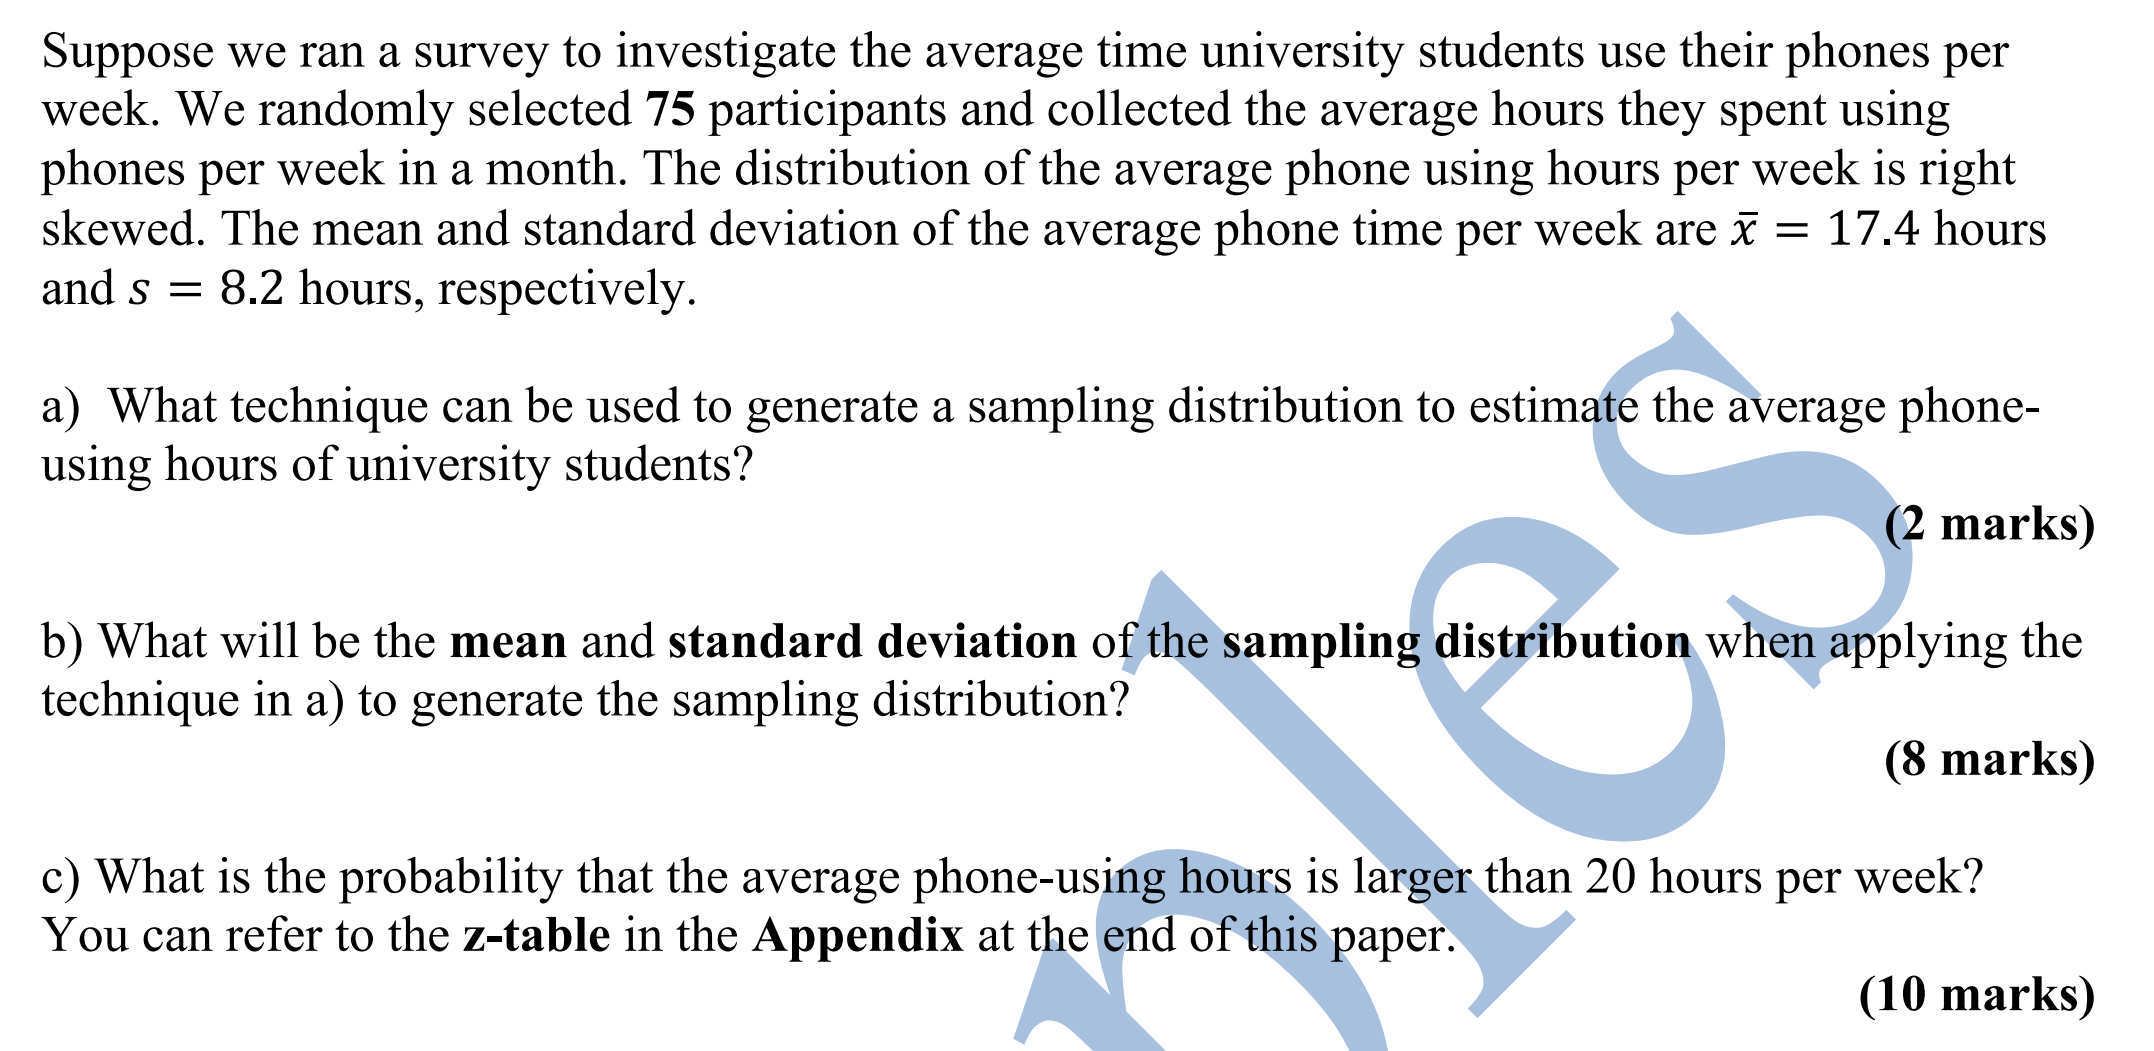 Suppose we ran a survey to investigate the average time university students use their phones per
week. We randomly selected 75 participants and collected the average hours they spent using
phones per week in a month. The distribution of the average phone using hours per week is right
skewed. The mean and standard deviation of the average phone time per week are x̄ = 17.4 hours
and s = 8.2 hours, respectively.
a) What technique can be used to generate a sampling distribution to estimate the average phone-
using hours of university students?
(2 marks)
b) What will be the mean and standard deviation of the sampling distribution when applying the
technique in a) to generate the sampling distribution?
(8 marks)
c) What is the probability that the average phone-using hours is larger than 20 hours per week?
You can refer to the z-table in the Appendix at the end of this paper.
(10 marks)
ples